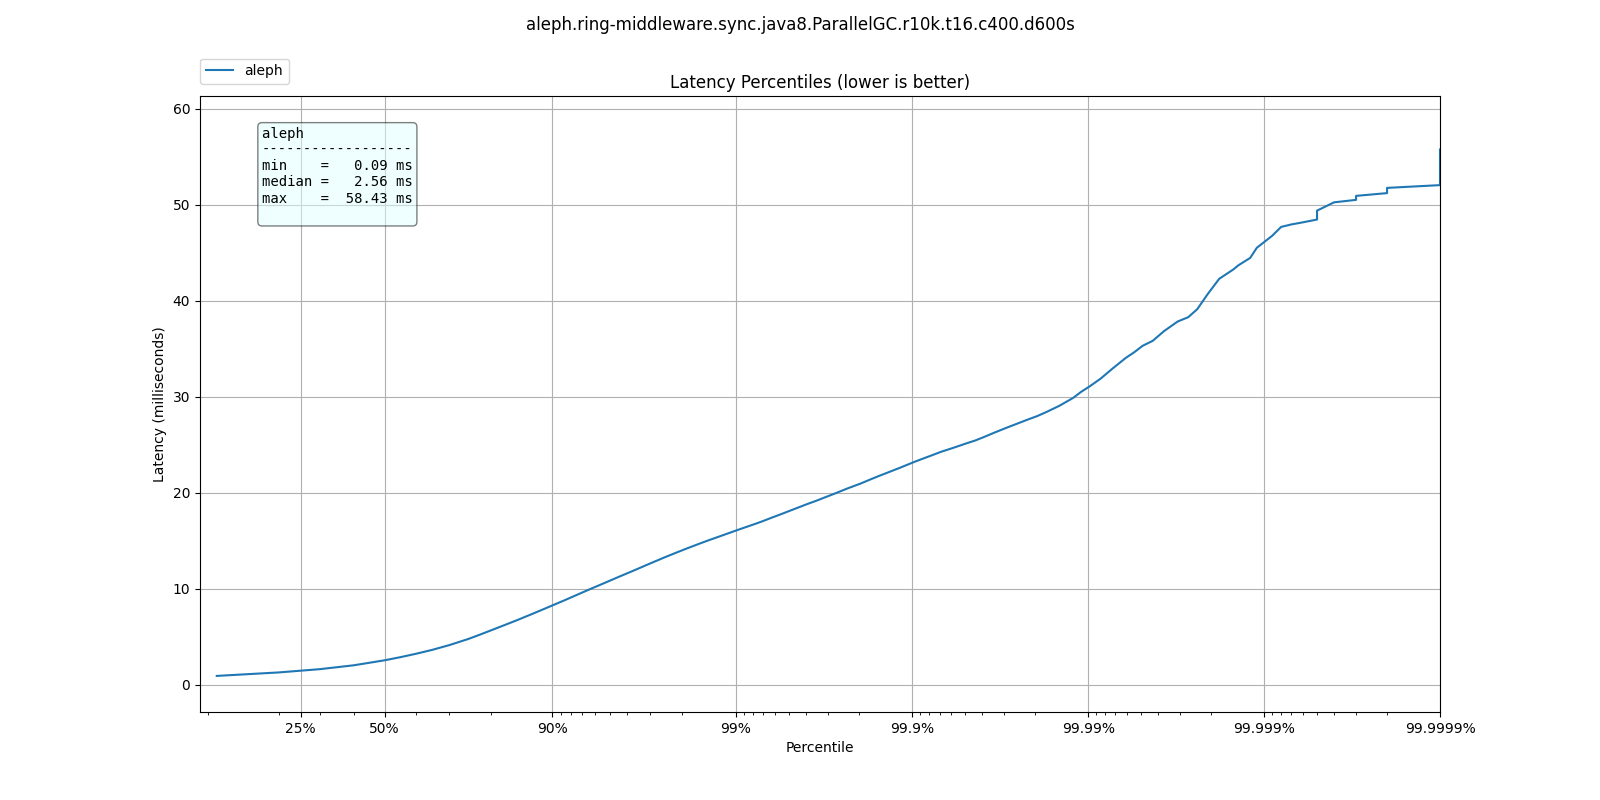 aleph.ring-middleware.sync.java8.ParallelGC.r10k.t16.c400.d600s
aleph
Latency Percentiles (lower is better)
aleph
------------------
min    =   0.09 ms
median =   2.56 ms
max    =  58.43 ms
60
50
40
30
20
10
0
Latency (milliseconds)
25% 50% 90% 99% 99.9% 99.99% 99.999% 99.9999%
Percentile